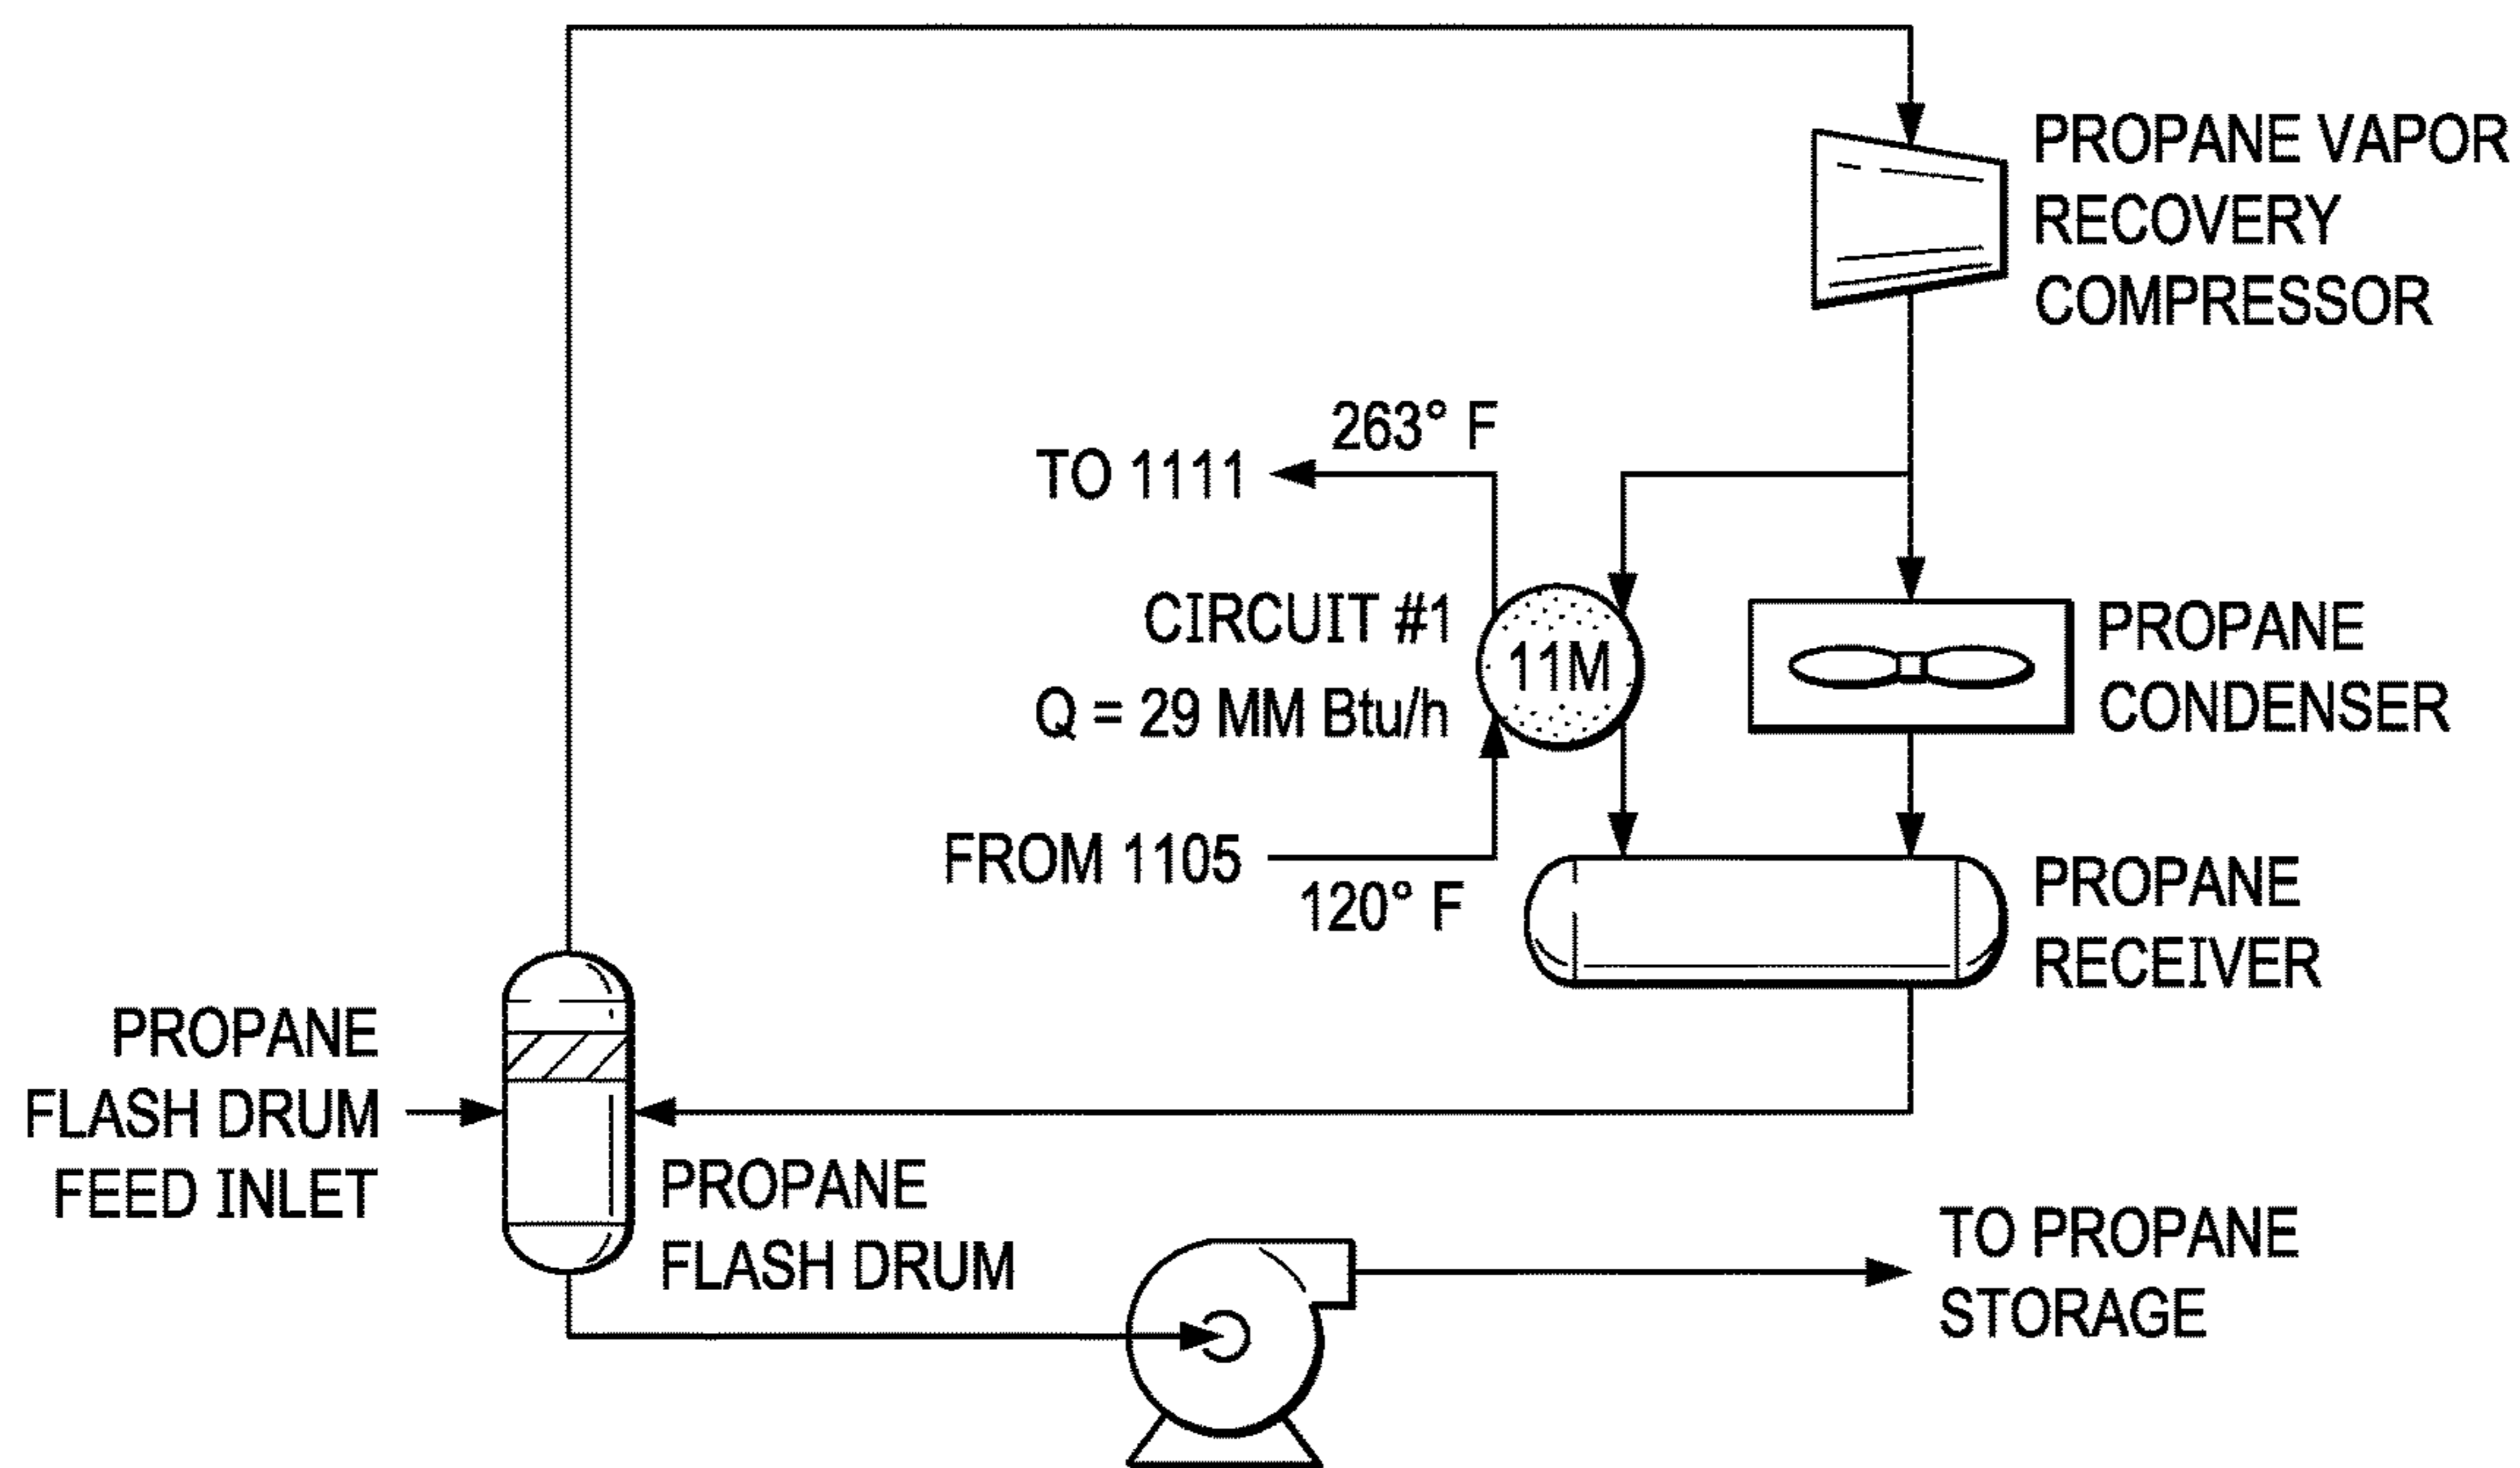 PROPANE VAPOR
RECOVERY
COMPRESSOR
263° F
TO 1111
CIRCUIT #1
Q = 29 MM Btu/h
11M
PROPANE
CONDENSER
FROM 1105
120° F
PROPANE
RECEIVER
PROPANE
FLASH DRUM
FEED INLET
PROPANE
FLASH DRUM
TO PROPANE
STORAGE